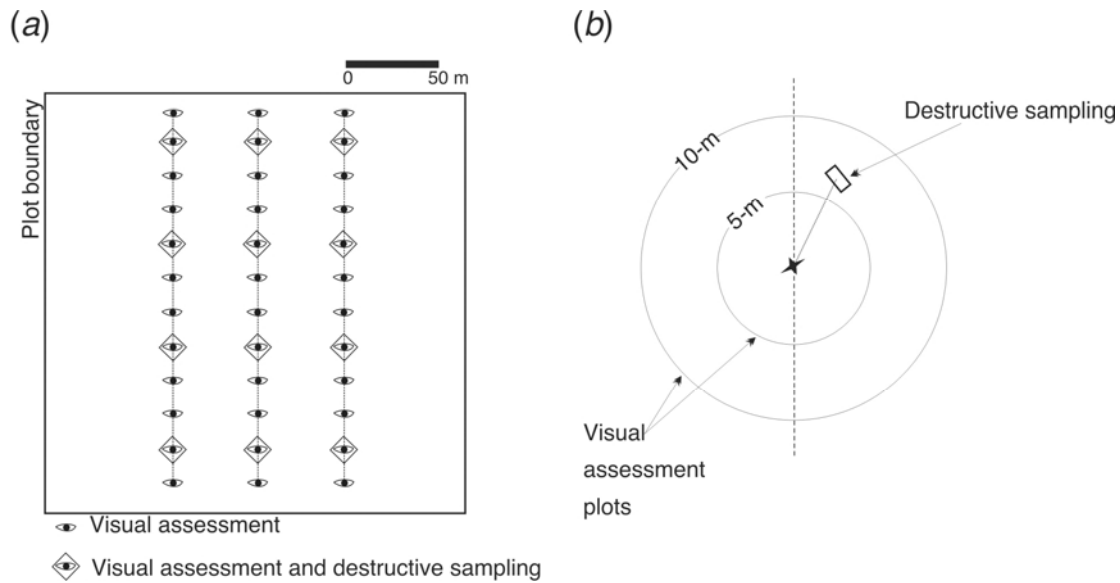 (a)
0 50 m
Plot boundary
Visual assessment
Visual assessment and destructive sampling
(b)
Destructive sampling
10-m
5-m
Visual
assessment
plots